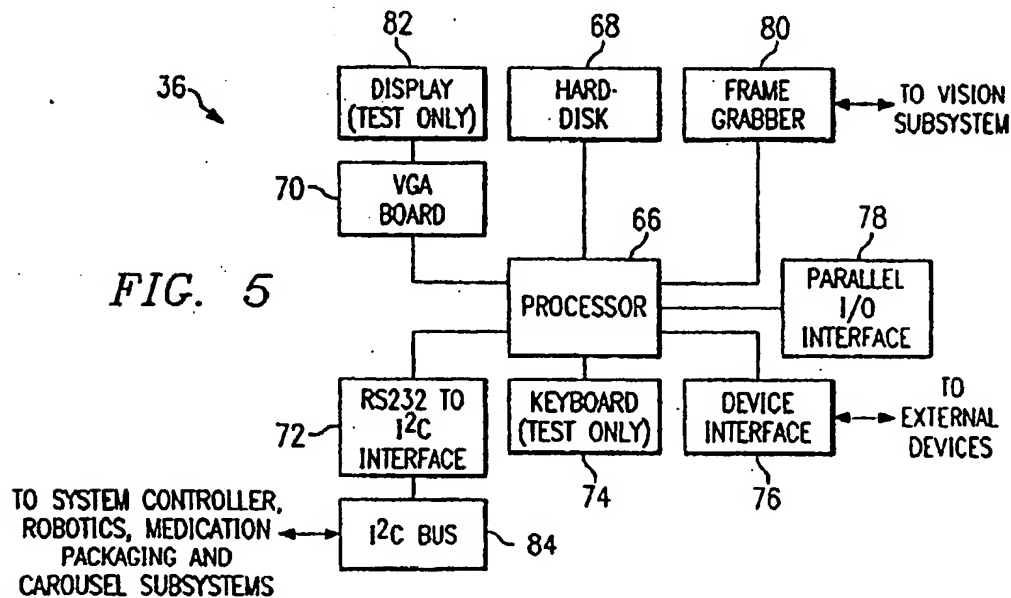 82
68
80
36
DISPLAY
(TEST ONLY)
HARD-
DISK
FRAME
GRABBER
TO VISION
SUBSYSTEM
70
VGA
BOARD
66
78
FIG. 5
PROCESSOR
PARALLEL
I/O
INTERFACE
72
RS232 TO
I²C
INTERFACE
KEYBOARD
(TEST ONLY)
DEVICE
INTERFACE
TO
EXTERNAL
DEVICES
74
76
TO SYSTEM CONTROLLER,
ROBOTICS, MEDICATION
PACKAGING AND
CAROUSEL SUBSYSTEMS
I²C BUS
84